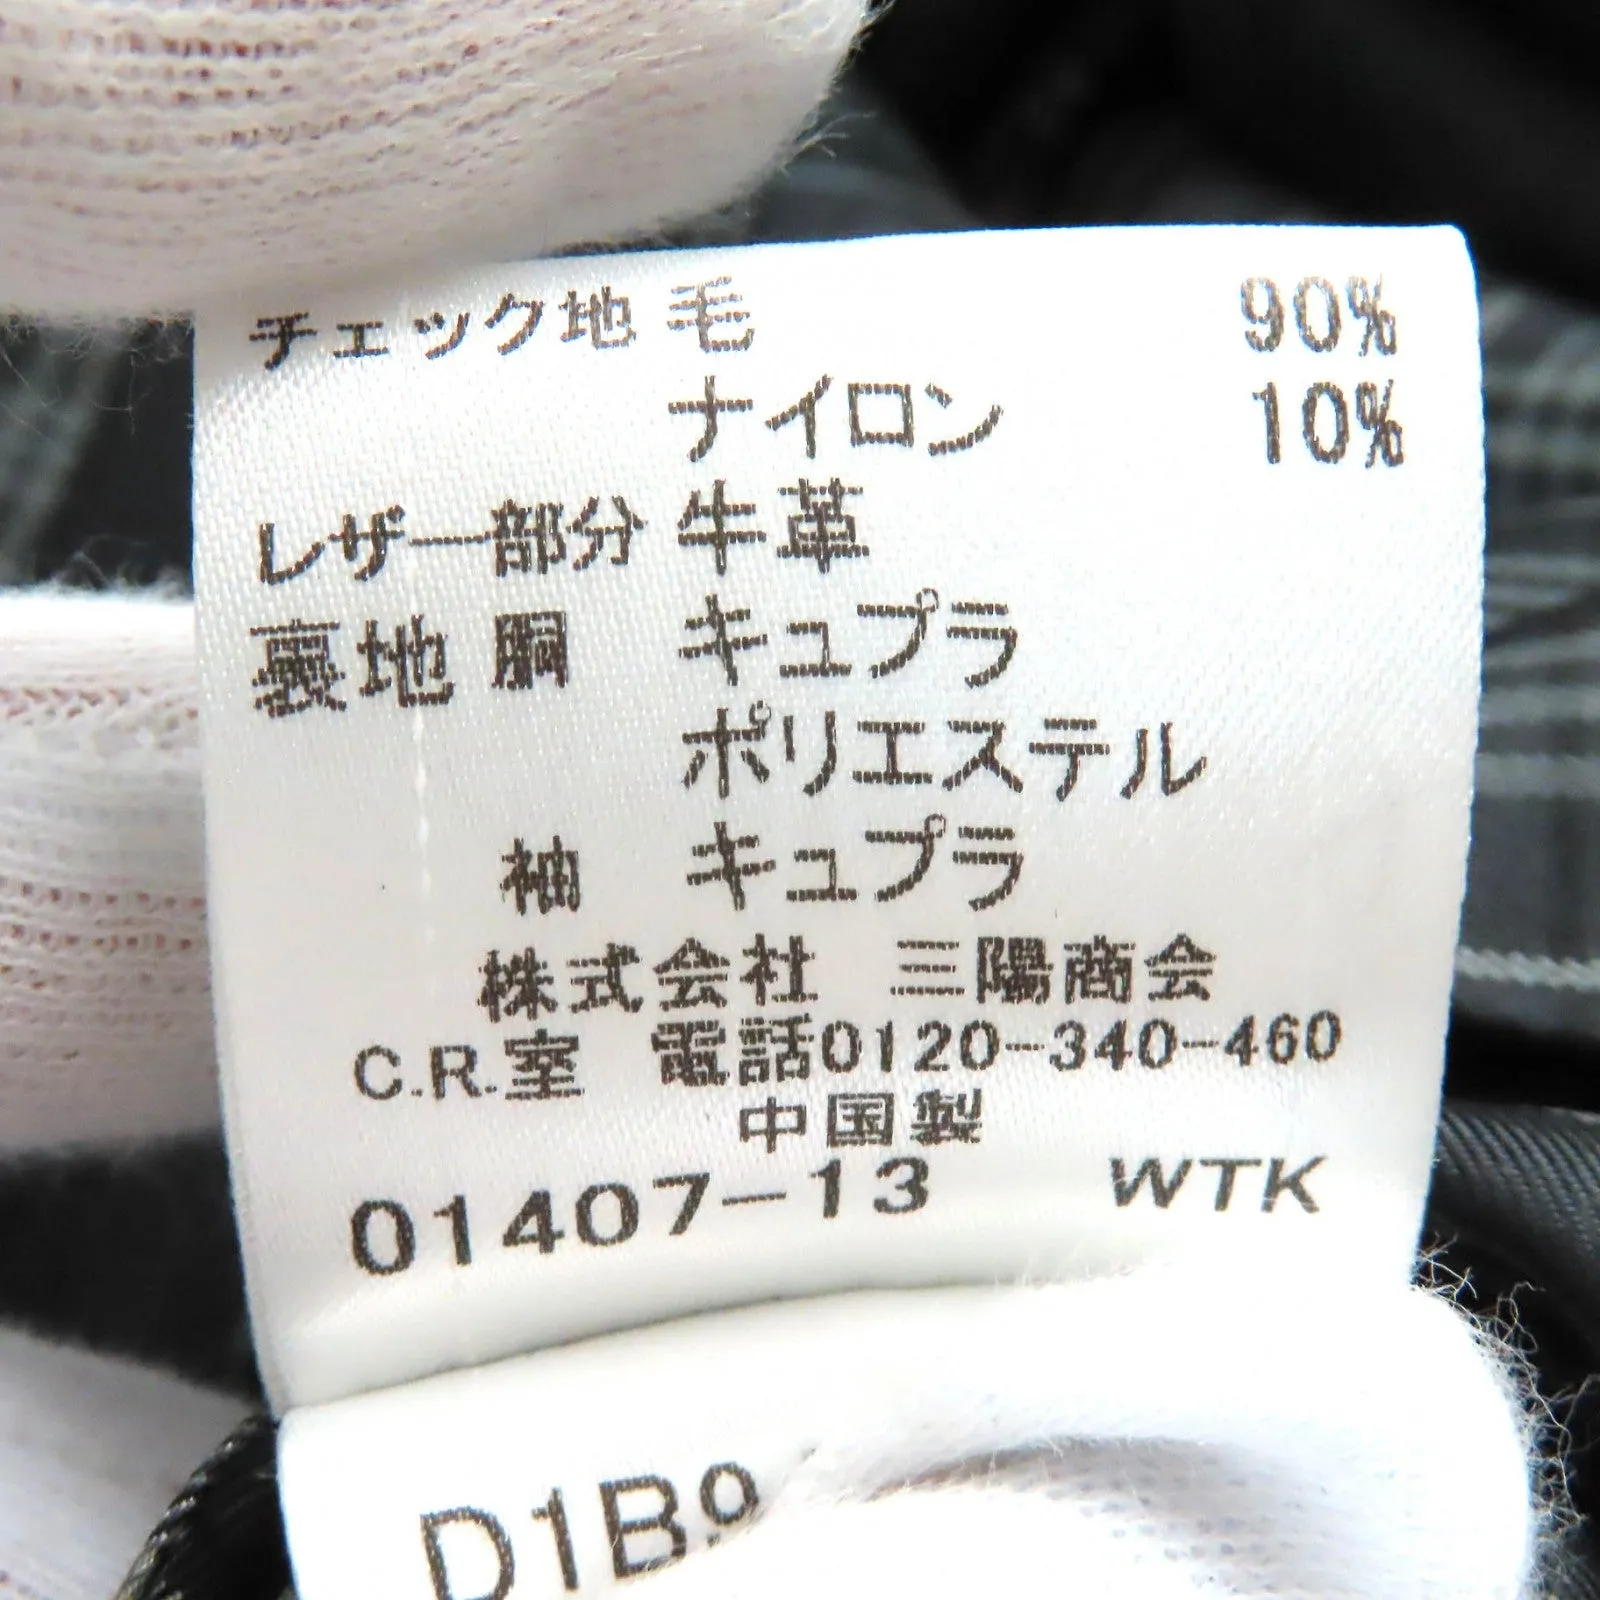 チェック地 毛 90%
ナイロン 10%
レザー部分 牛革
裏地 胴 キュプラ
ポリエステル
袖 キュプラ
株式会社 三陽商会
C.R.室 電話0120-340-460
中国製
01407-13 WTK
D1B9